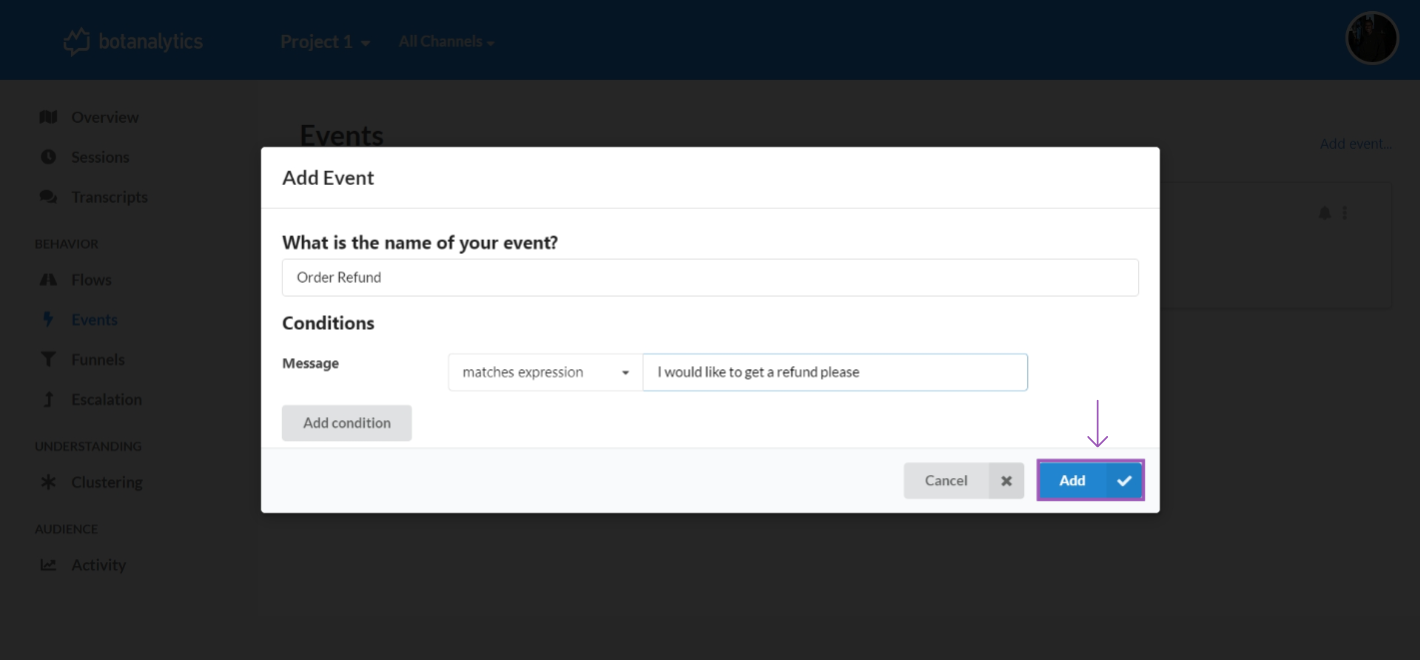 botanalytics
Project 1
All Channels
Overview
Sessions
Transcripts
BEHAVIOR
Flows
Events
Funnels
Escalation
UNDERSTANDING
Clustering
AUDIENCE
Activity
Events
Add event...
Add Event
What is the name of your event?
Order Refund
Conditions
Message
matches expression
I would like to get a refund please
Add condition
Cancel
Add